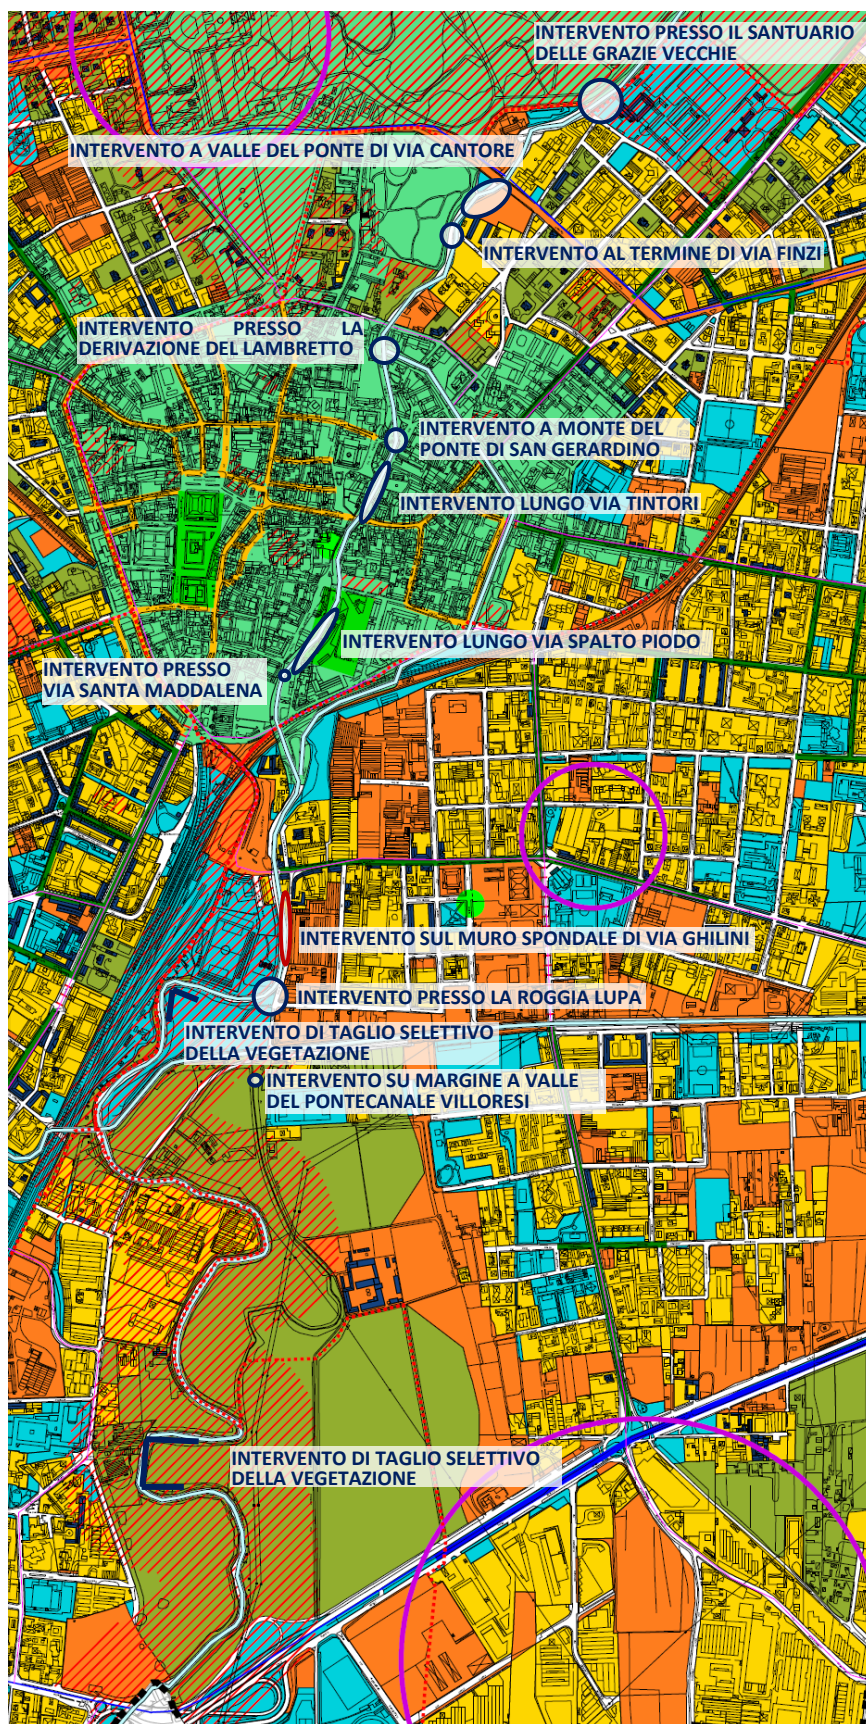 INTERVENTO PRESSO IL SANTUARIO
DELLE GRAZIE VECCHIE
INTERVENTO A VALLE DEL PONTE DI VIA CANTORE
INTERVENTO AL TERMINE DI VIA FINZI
INTERVENTO PRESSO LA
DERIVAZIONE DEL LAMBRETTO
INTERVENTO A MONTE DEL
PONTE DI SAN GERARDINO
INTERVENTO LUNGO VIA TINTORI
INTERVENTO LUNGO VIA SPALTO PIODO
INTERVENTO PRESSO
VIA SANTA MADDALENA
INTERVENTO SUL MURO SPONDALE DI VIA GHILINI
INTERVENTO PRESSO LA ROGGIA LUPA
INTERVENTO DI TAGLIO SELETTIVO
DELLA VEGETAZIONE
INTERVENTO SU MARGINE A VALLE
DEL PONTECANALE VILLORESI
INTERVENTO DI TAGLIO SELETTIVO
DELLA VEGETAZIONE